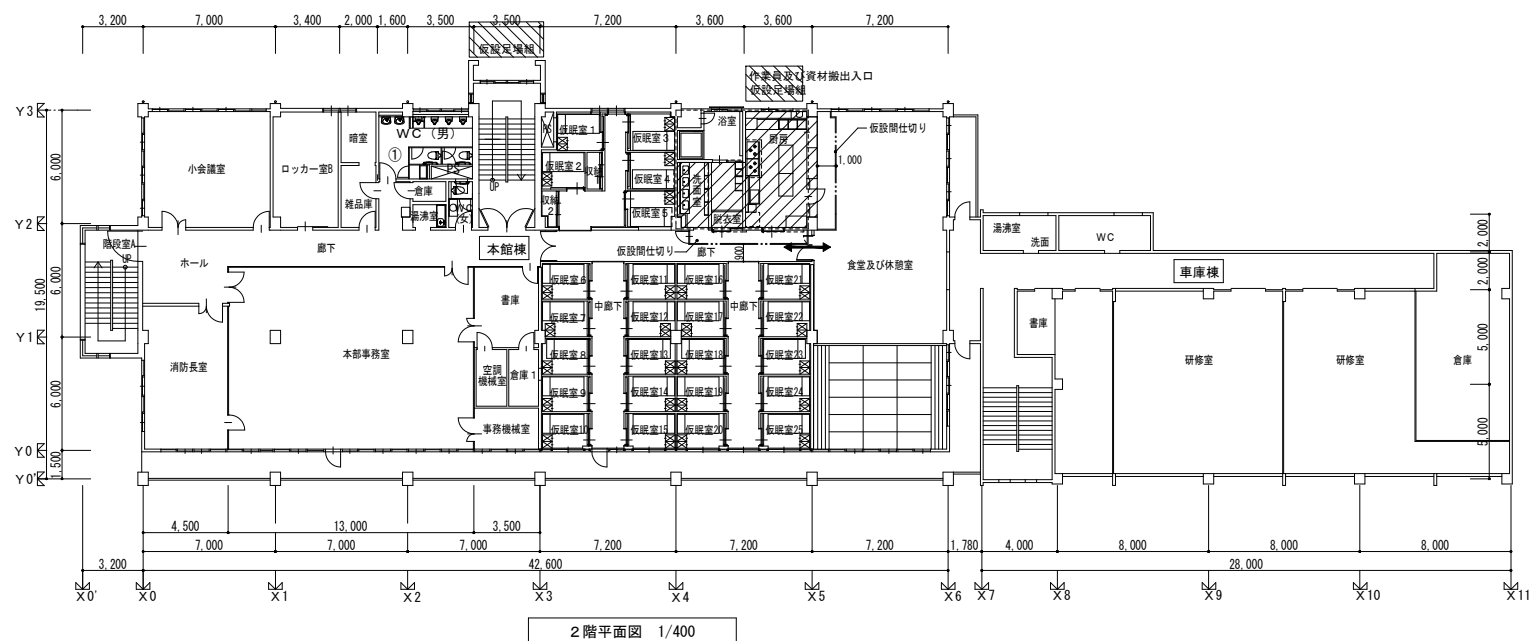 3,200 7,000 3,400 2,000 1,600 3,500 3,500 7,200 3,600 3,600 7,200
仮設足場組
作業員及び資材搬出入口
仮設足場組
Y3
6,000
小会議室
ロッカー室B
暗室
雑品庫
WC (男)
①
PS
倉庫
湯沸室
WC
女
UP
PS
仮眠室1
仮眠室2
収納
収納
2
仮眠室3
仮眠室4
仮眠室5
浴室
洗面室
脱衣室
厨房
仮設間仕切り
1,000
Y2
階段室A
UP
ホール
廊下
本館棟
仮設間仕切り
廊下
900
食堂及び休憩室
湯沸室
洗面
WC
2,000
車庫棟
2,000
19,500
6,000
書庫
仮眠室6
仮眠室7
仮眠室8
仮眠室9
仮眠室10
中廊下
仮眠室11
仮眠室12
仮眠室13
仮眠室14
仮眠室15
仮眠室16
仮眠室17
仮眠室18
仮眠室19
仮眠室20
中廊下
仮眠室21
仮眠室22
仮眠室23
仮眠室24
仮眠室25
書庫
研修室
研修室
倉庫
5,000
5,000
Y1
消防長室
本部事務室
空調
機械室
倉庫1
事務機械室
6,000
Y0
1,500
Y0'
4,500 13,000 3,500
7,000 7,000 7,000 7,200 7,200 7,200 1,780 4,000 8,000 8,000 8,000
3,200 42,600 28,000
X0' X0 X1 X2 X3 X4 X5 X6 X7 X8 X9 X10 X11
2階平面図 1/400